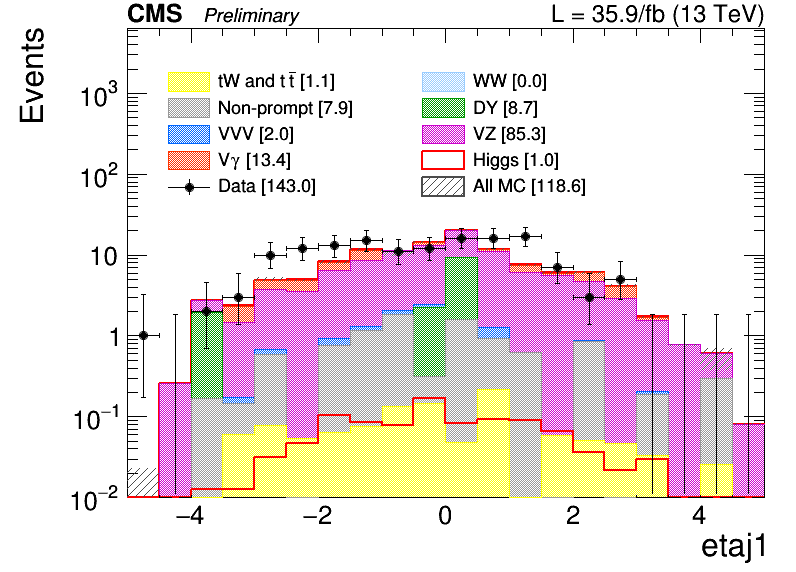 CMS Preliminary L = 35.9/fb (13 TeV)
Events
tW and t t̄ [1.1] WW [0.0]
Non-prompt [7.9] DY [8.7]
VVV [2.0] VZ [85.3]
Vγ [13.4] Higgs [1.0]
Data [143.0] All MC [118.6]
10³
10²
10
1
10⁻¹
10⁻²
−4 −2 0 2 4
etaj1